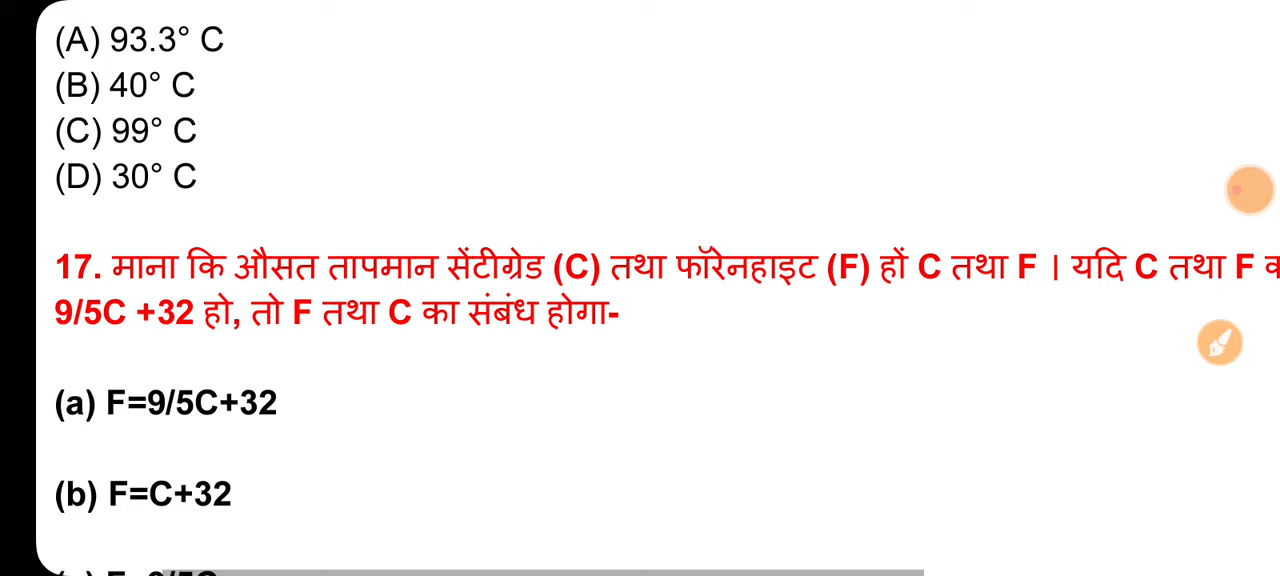 (A) 93.3° C
(B) 40° C
(C) 99° C
(D) 30° C
17. माना कि औसत तापमान सेंटीग्रेड (C) तथा फॉरेनहाइट (F) हों C तथा F । यदि C तथा F
9/5C +32 हो, तो F तथा C का संबंध होगा-
(a) F=9/5C+32
(b) F=C+32